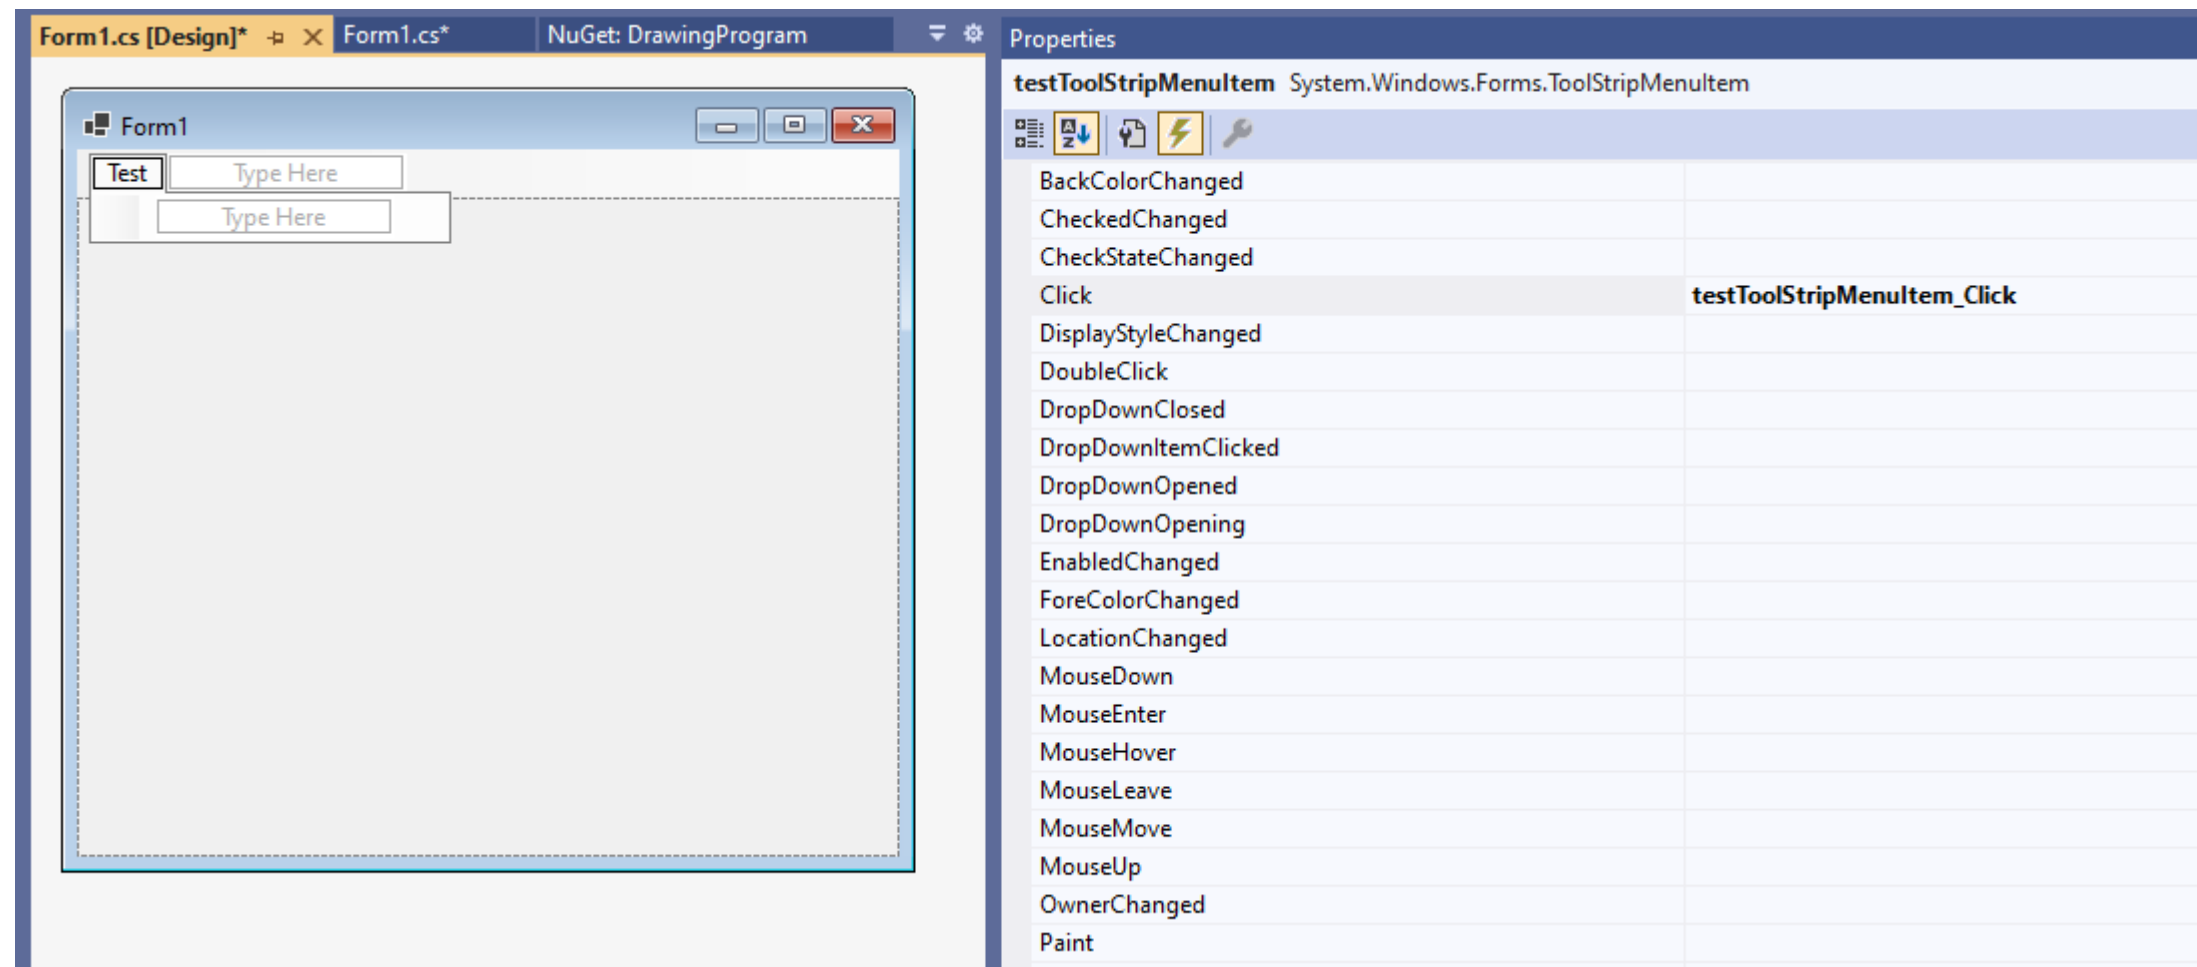 Form1.cs [Design]*
Form1.cs*
NuGet: DrawingProgram
Form1
Test
Type Here
Type Here
Properties
testToolStripMenuItem System.Windows.Forms.ToolStripMenuItem
BackColorChanged
CheckedChanged
CheckStateChanged
Click testToolStripMenuItem_Click
DisplayStyleChanged
DoubleClick
DropDownClosed
DropDownItemClicked
DropDownOpened
DropDownOpening
EnabledChanged
ForeColorChanged
LocationChanged
MouseDown
MouseEnter
MouseHover
MouseLeave
MouseMove
MouseUp
OwnerChanged
Paint